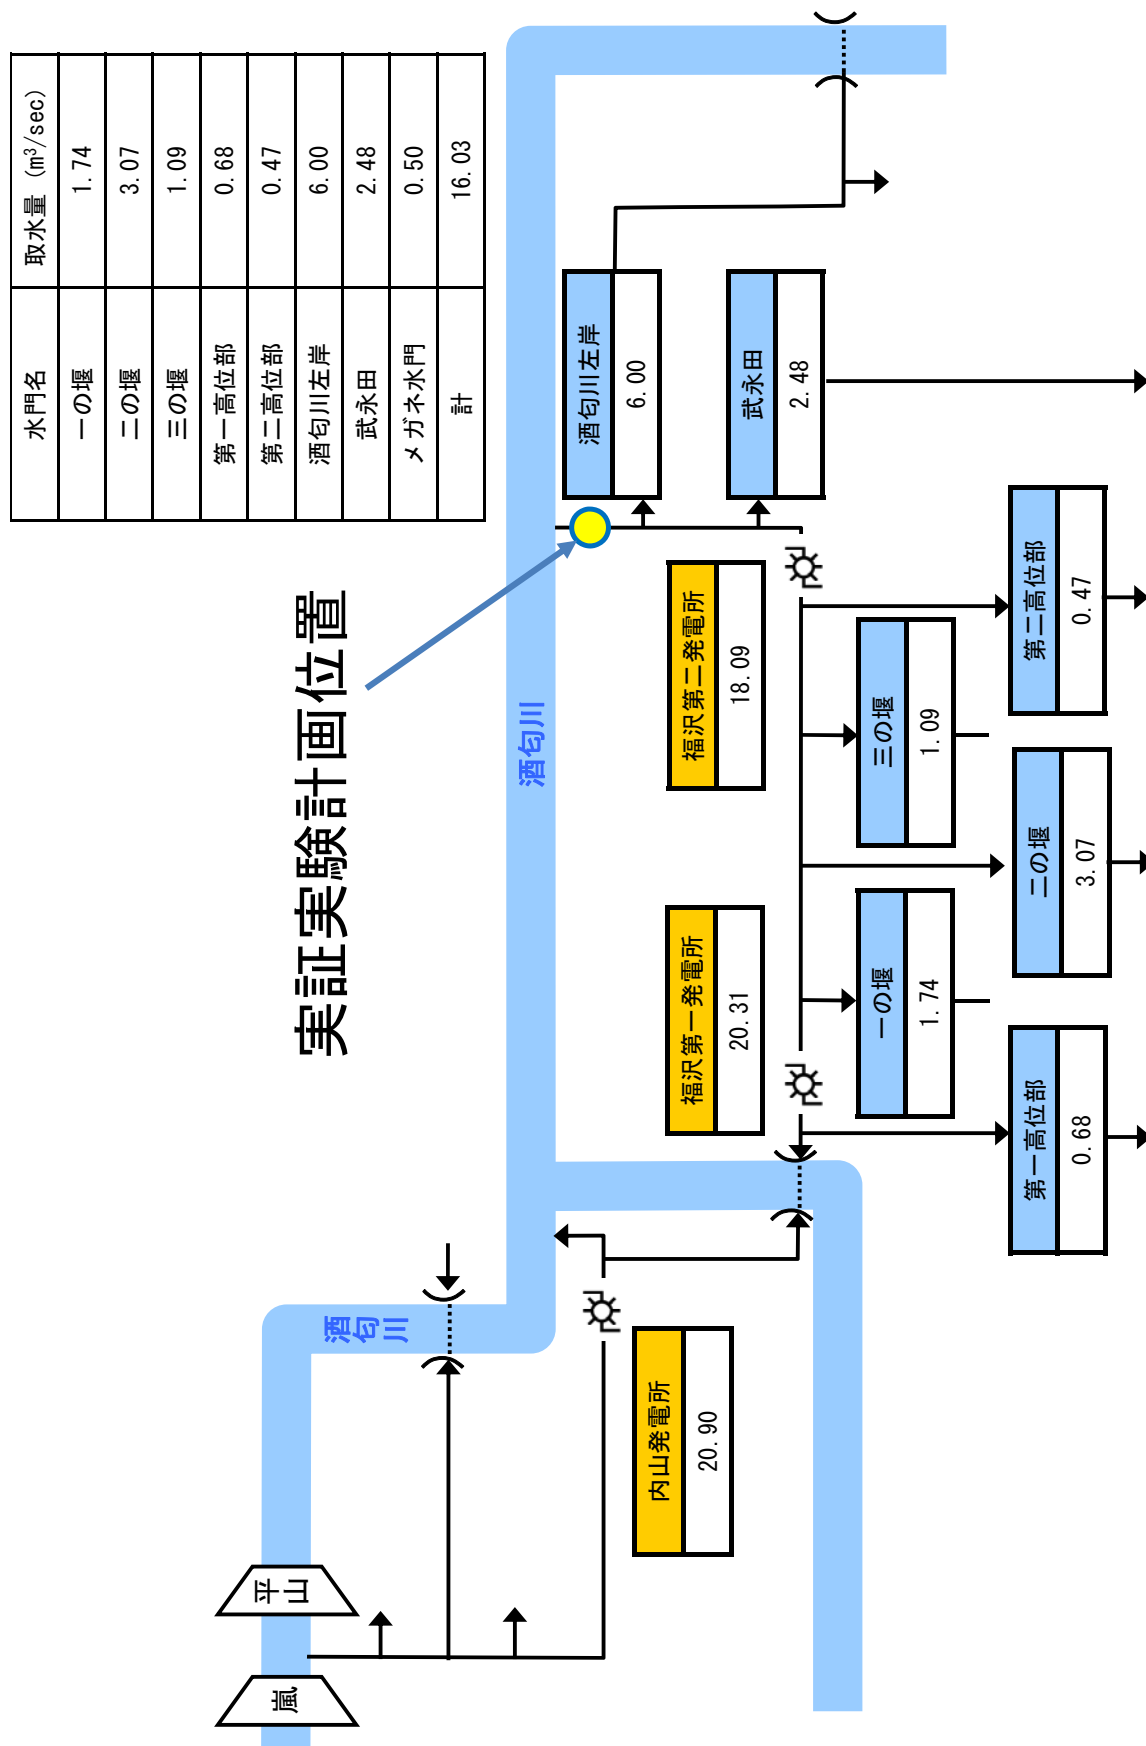 水門名 取水量 (m³/sec)
一の堰 1.74
二の堰 3.07
三の堰 1.09
第一高位部 0.68
第二高位部 0.47
酒匂川左岸 6.00
武永田 2.48
メガネ水門 0.50
計 16.03
実証実験計画位置
嵐
平山
酒匂川
酒匂川
内山発電所
20.90
福沢第一発電所
20.31
福沢第二発電所
18.09
酒匂川左岸
6.00
武永田
2.48
一の堰
1.74
三の堰
1.09
第一高位部
0.68
二の堰
3.07
第二高位部
0.47